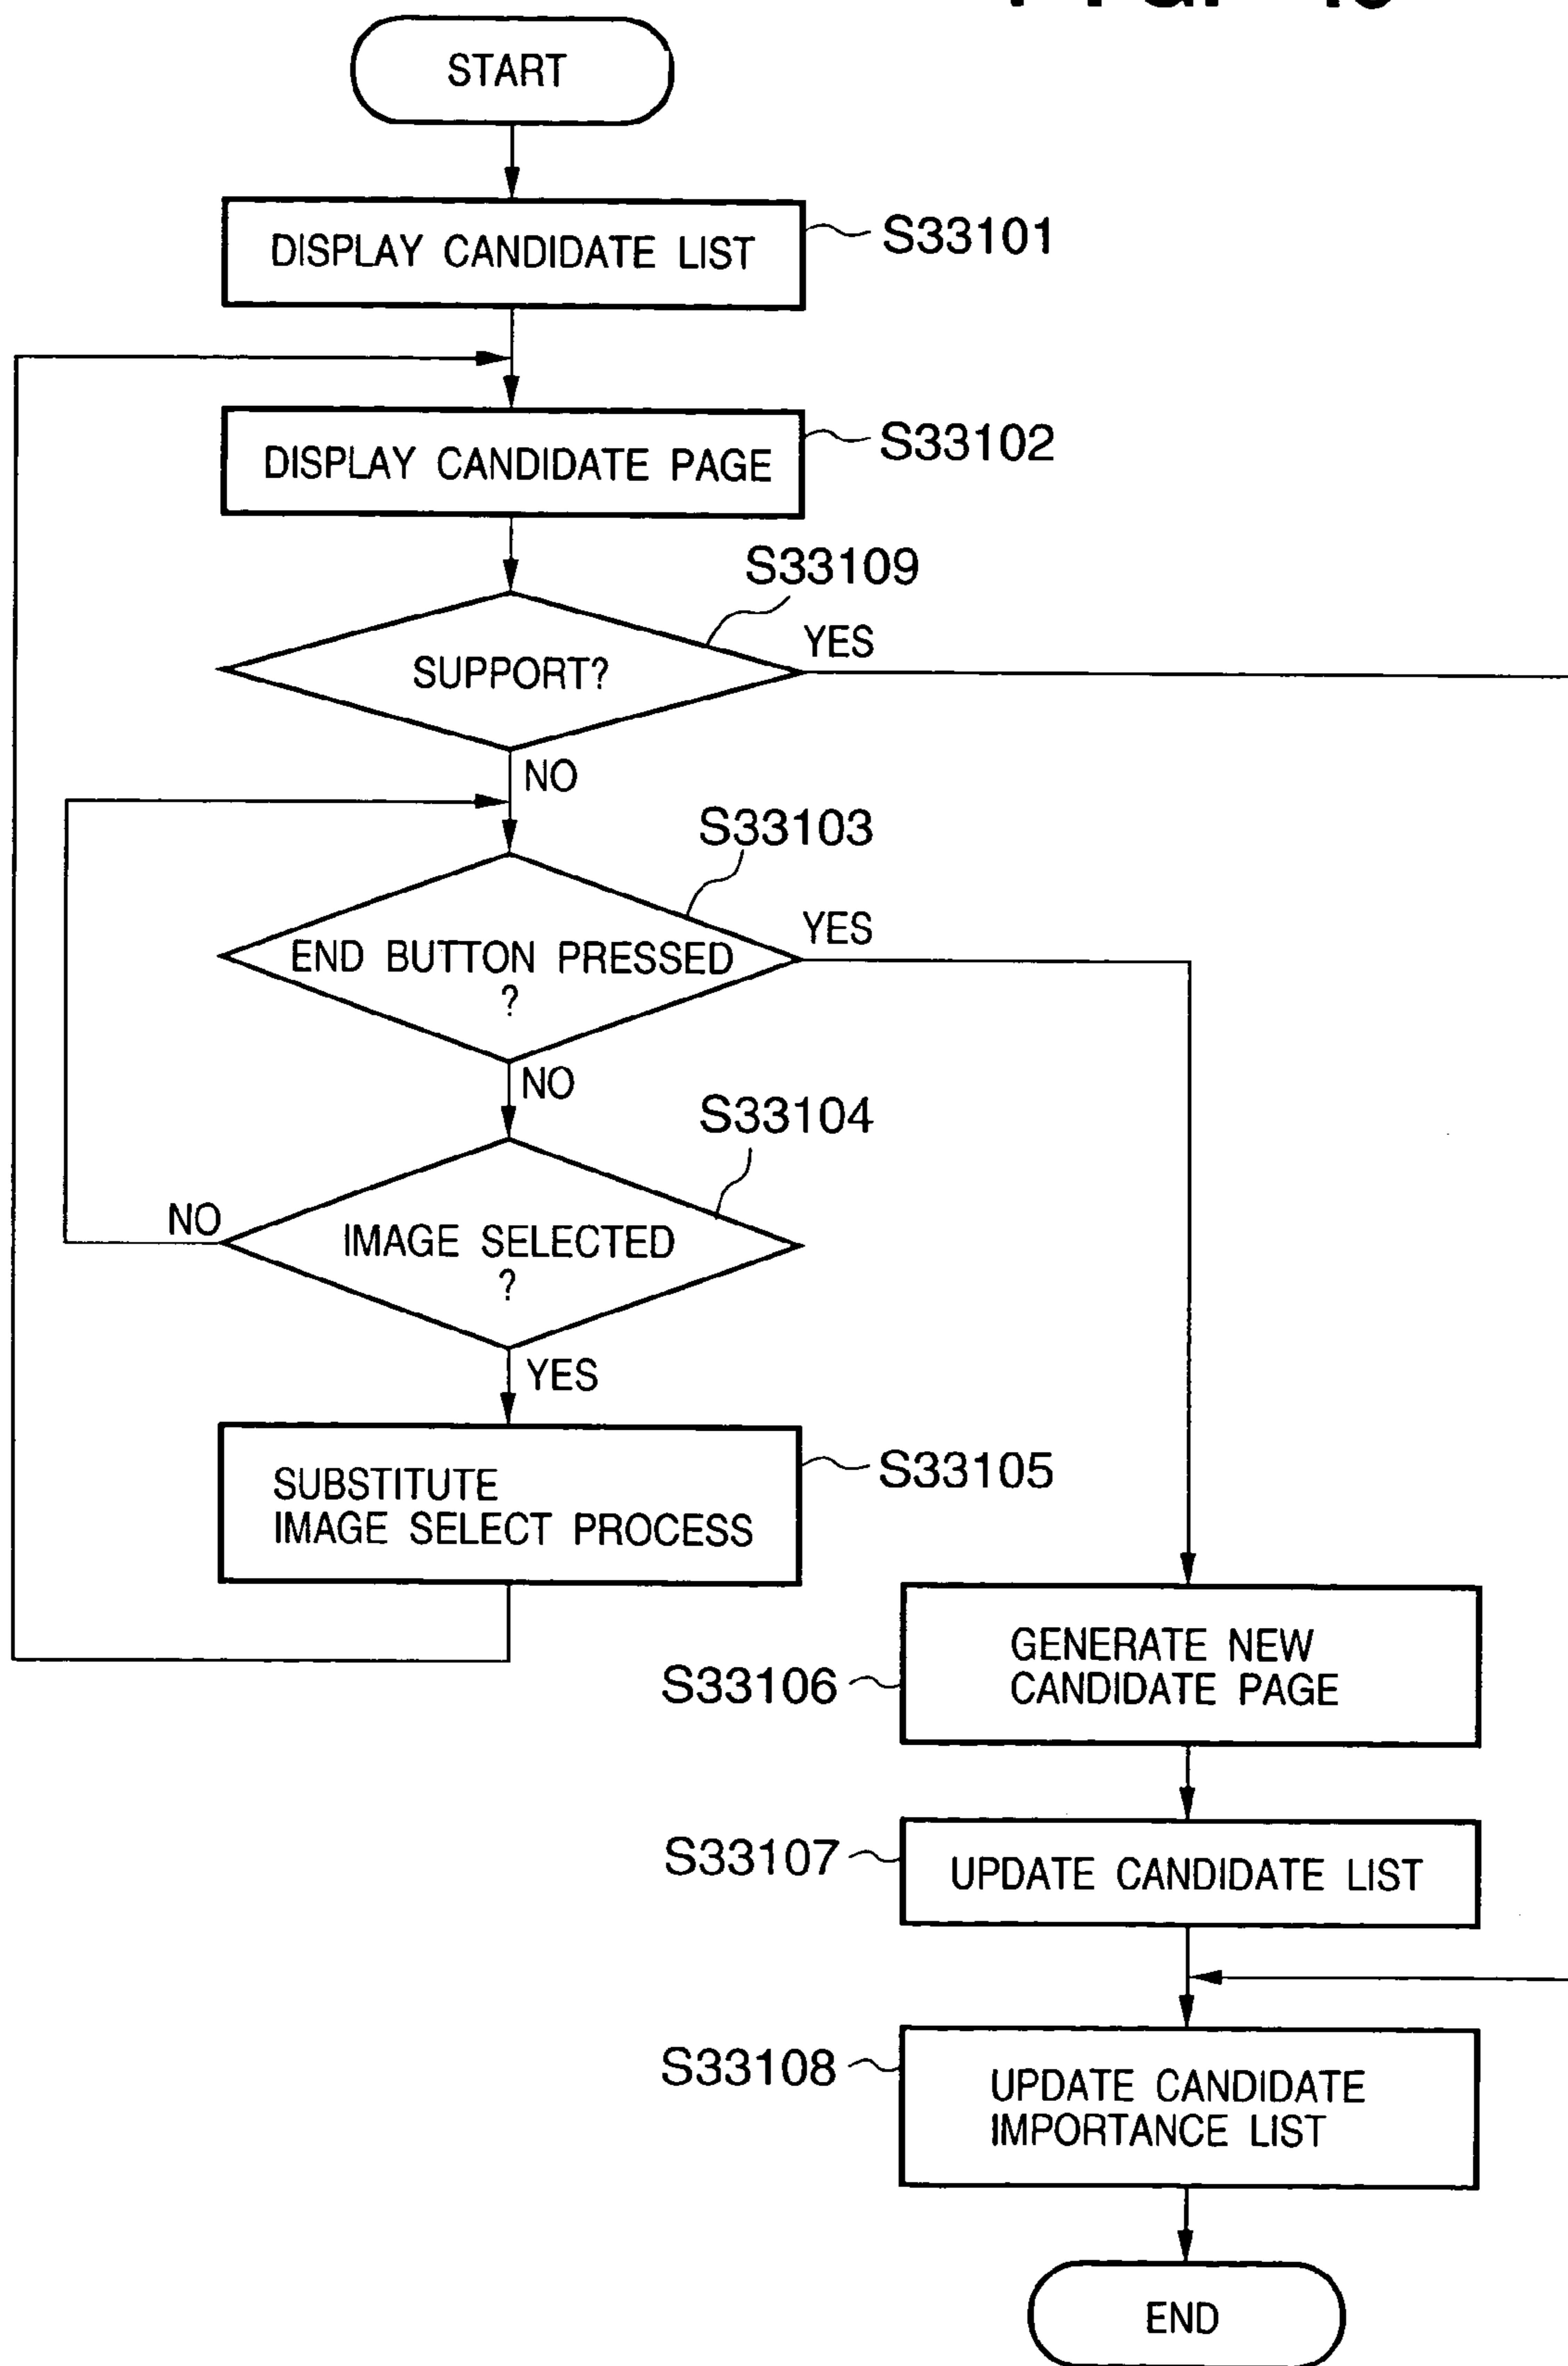 START
DISPLAY CANDIDATE LIST
S33101
DISPLAY CANDIDATE PAGE
S33102
S33109
SUPPORT?
YES
NO
S33103
END BUTTON PRESSED
?
YES
NO
S33104
IMAGE SELECTED
?
NO
YES
SUBSTITUTE
IMAGE SELECT PROCESS
S33105
GENERATE NEW
CANDIDATE PAGE
S33106
UPDATE CANDIDATE LIST
S33107
UPDATE CANDIDATE
IMPORTANCE LIST
S33108
END